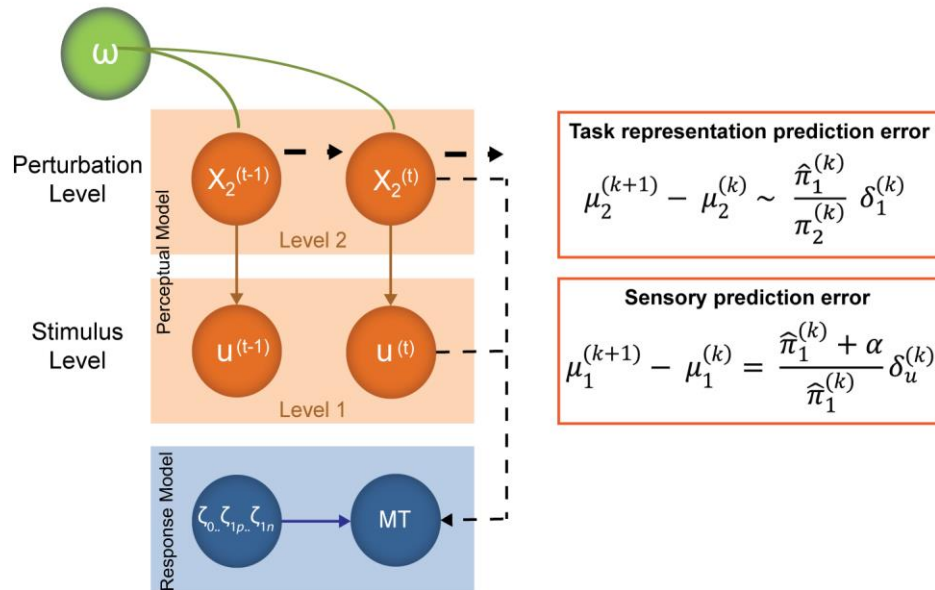 ω
Perturbation
Level
Perceptual Model
X₂⁽ᵗ⁻¹⁾
X₂⁽ᵗ⁾
Level 2
Stimulus
Level
u⁽ᵗ⁻¹⁾
u⁽ᵗ⁾
Level 1
Response Model
ζ₀..ζ₁ₚ..ζ₁ₙ
MT
Task representation prediction error
μ₂^(k+1) − μ₂^(k) ~ π̂₁^(k) / π₂^(k) δ₁^(k)
Sensory prediction error
μ₁^(k+1) − μ₁^(k) = (π̂₁^(k) + α) / π̂₁^(k) δᵤ^(k)